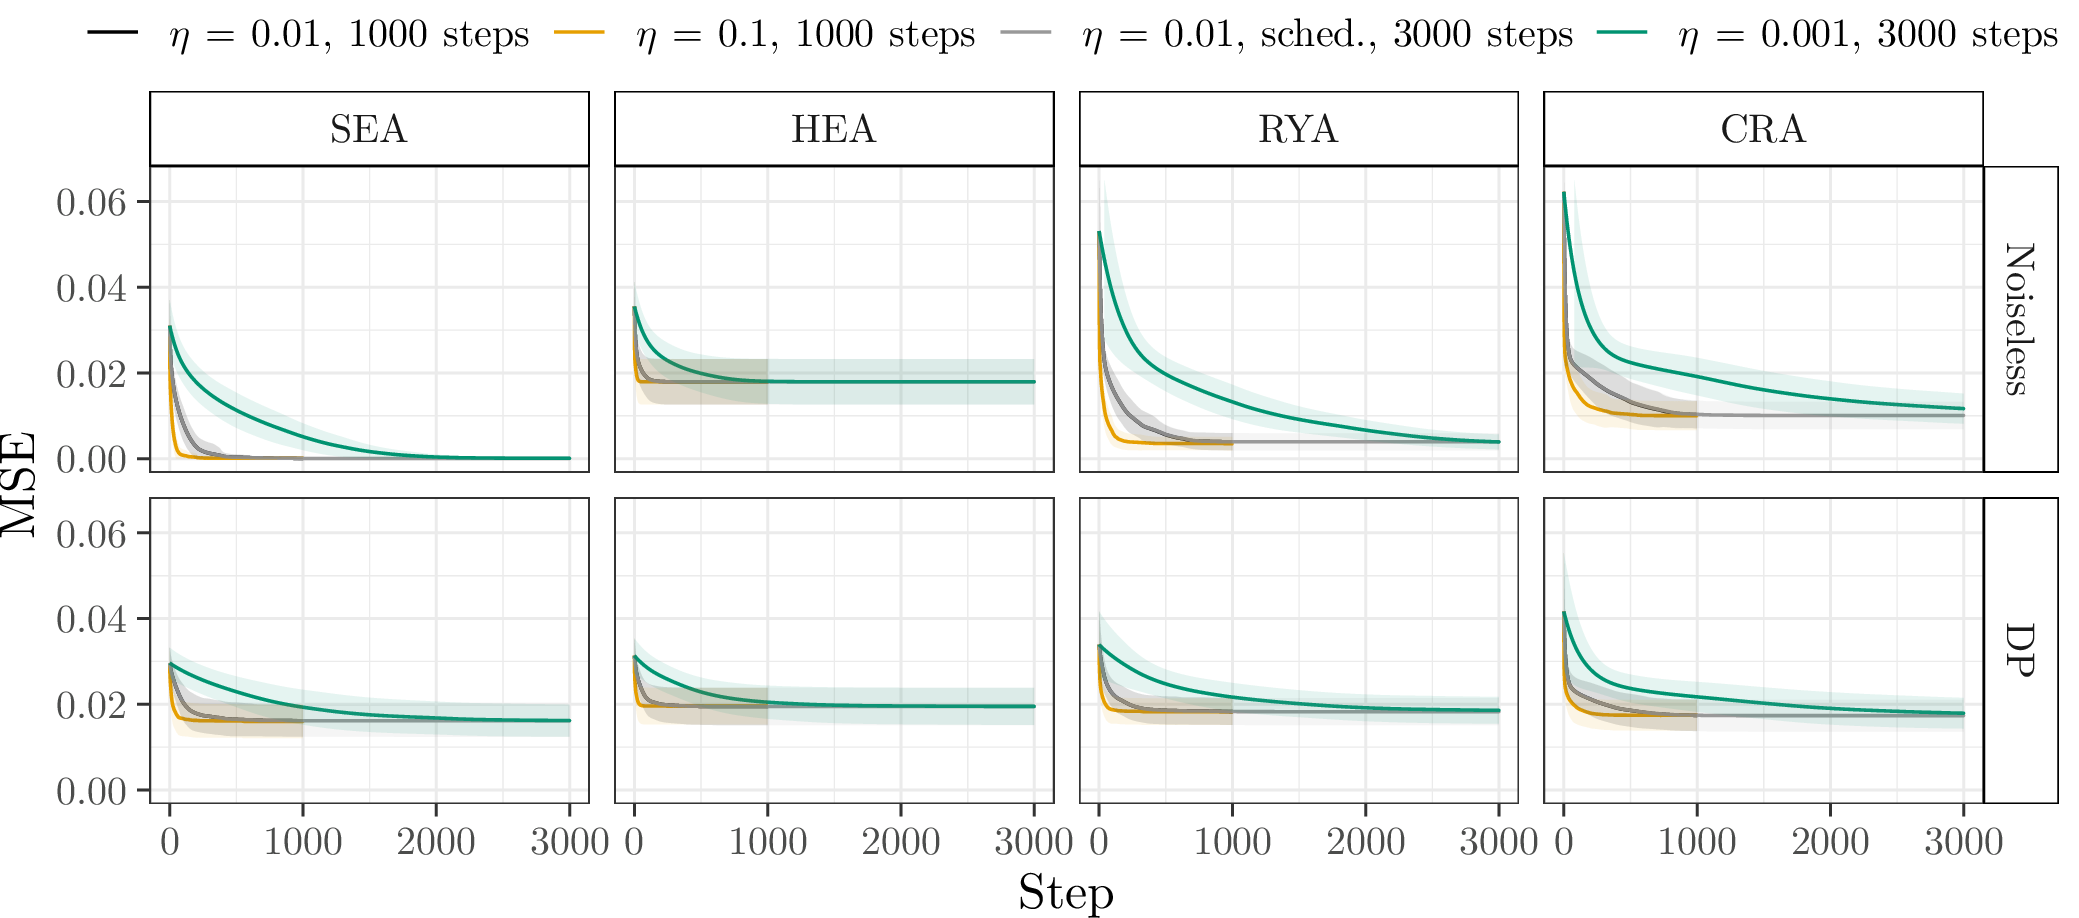 η = 0.01, 1000 steps η = 0.1, 1000 steps η = 0.01, sched., 3000 steps η = 0.001, 3000 steps
SEA HEA RYA CRA
0.06
0.04
0.02
0.00
Noiseless
MSE
0.06
0.04
0.02
0.00
DP
0 1000 2000 3000 0 1000 2000 3000 0 1000 2000 3000 0 1000 2000 3000
Step